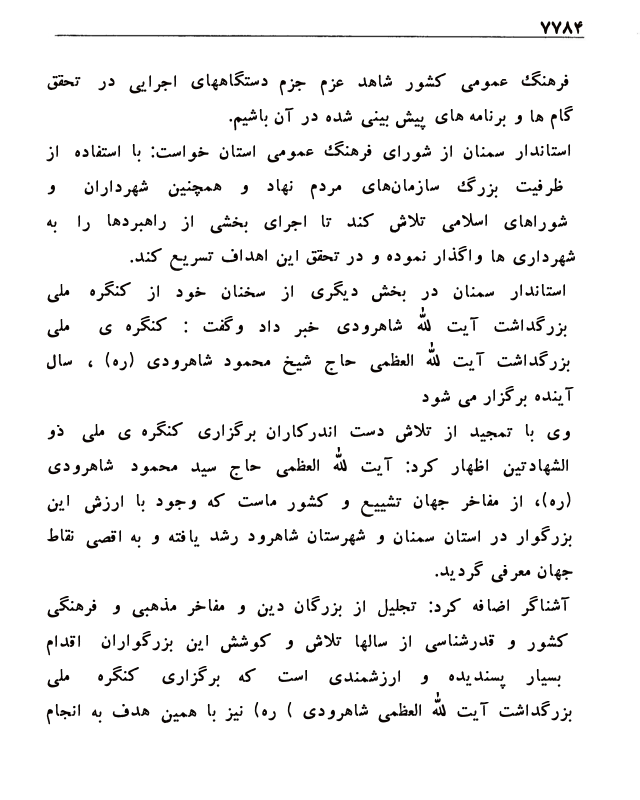 ۷۷۸۴
فرهنگ عمومی کشور شاهد عزم جزم دستگاههای اجرایی در تحقق
گام ها و برنامه های پیش بینی شده در آن باشیم.
استاندار سمنان از شورای فرهنگ عمومی استان خواست: با استفاده از
ظرفیت بزرگ سازمان‌های مردم نهاد و همچنین شهرداران و
شوراهای اسلامی تلاش کند تا اجرای بخشی از راهبردها را به
شهرداری ها واگذار نموده و در تحقق این اهداف تسریع کند.
استاندار سمنان در بخش دیگری از سخنان خود از کنگره ملی
بزرگداشت آیت الله شاهرودی خبر داد وگفت : کنگره ی ملی
بزرگداشت آیت الله العظمی حاج شیخ محمود شاهرودی (ره) ، سال
آینده برگزار می شود
وی با تمجید از تلاش دست اندرکاران برگزاری کنگره ی ملی ذو
الشهادتین اظهار کرد: آیت الله العظمی حاج سید محمود شاهرودی
(ره)، از مفاخر جهان تشییع و کشور ماست که وجود با ارزش این
بزرگوار در استان سمنان و شهرستان شاهرود رشد یافته و به اقصی نقاط
جهان معرفی گردید.
آشناگر اضافه کرد: تجلیل از بزرگان دین و مفاخر مذهبی و فرهنگی
کشور و قدرشناسی از سالها تلاش و کوشش این بزرگواران اقدام
بسیار پسندیده و ارزشمندی است که برگزاری کنگره ملی
بزرگداشت آیت الله العظمی شاهرودی ) ره) نیز با همین هدف به انجام